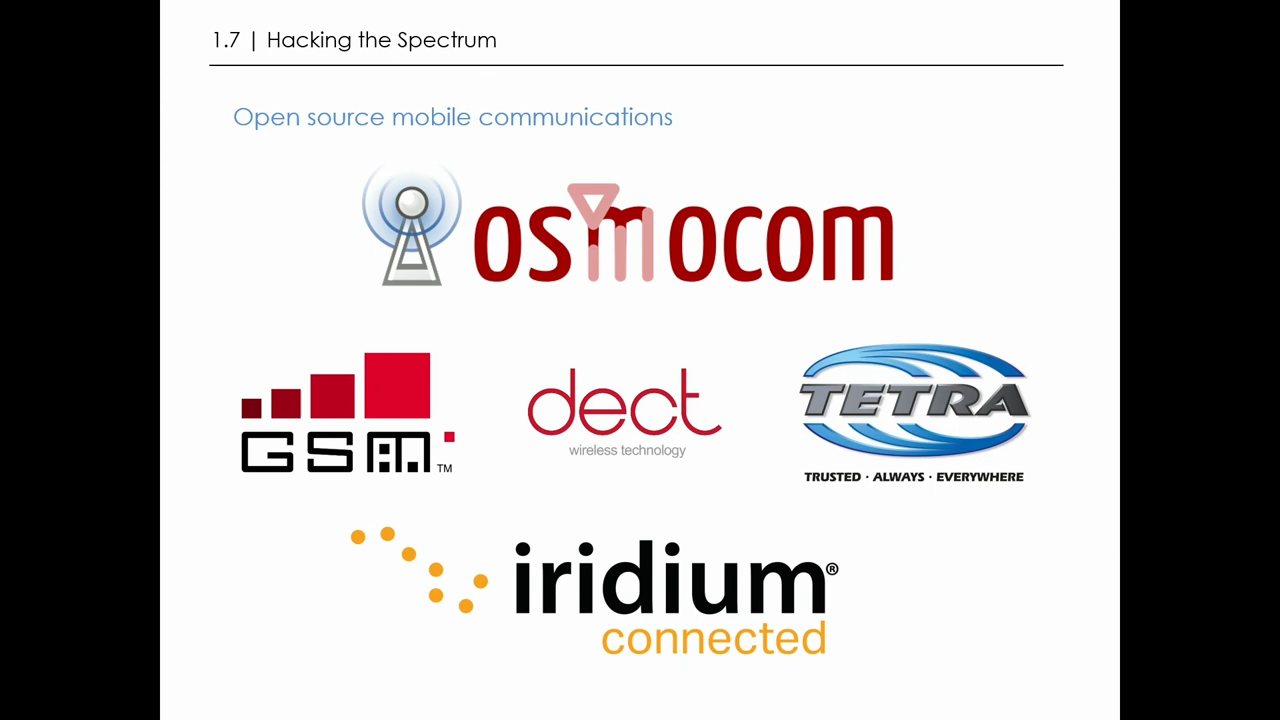 1.7 | Hacking the Spectrum
Open source mobile communications
osmocom
GSM™
dect
wireless technology
TETRA
TRUSTED · ALWAYS · EVERYWHERE
iridium®
connected